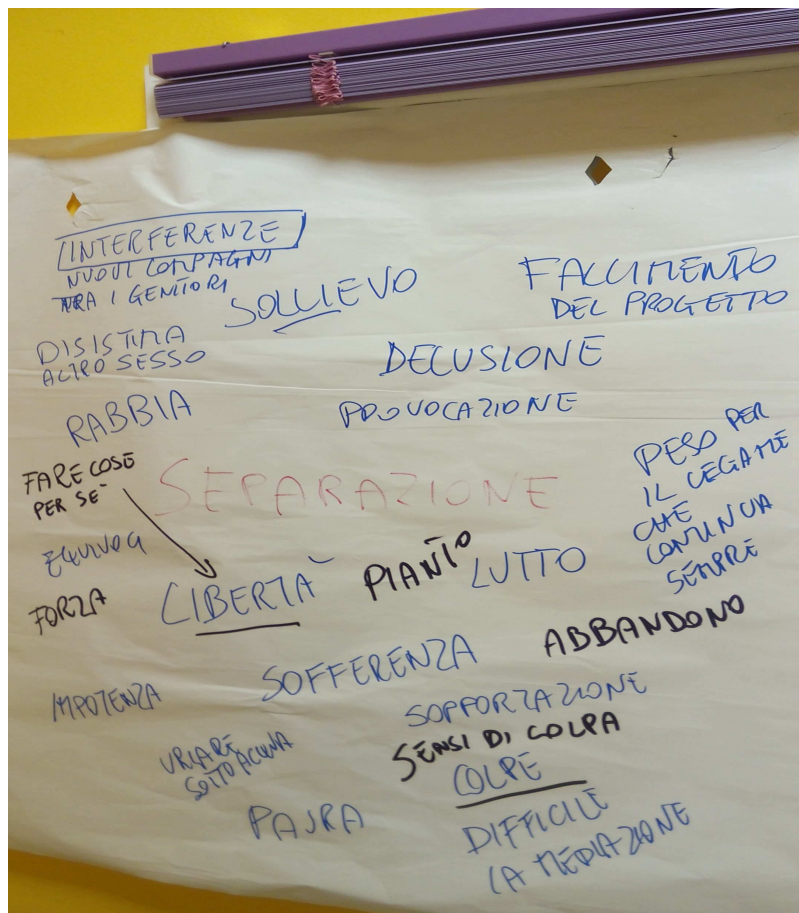 INTERFERENZE
NUOVI COMPAGNI
TRA I GENITORI
SOLLIEVO
FALLIMENTO
DEL PROGETTO
DISISTIMA
ALTRO SESSO
DELUSIONE
RABBIA
PROVOCAZIONE
FARE COSE
PER SE'
SEPARAZIONE
PESO PER
IL LEGAME
CHE
CONTINUA
SEMPRE
EQUIVOCI
FORZA
LIBERTÀ
PIANTO
LUTTO
ABBANDONO
IMPOTENZA
SOFFERENZA
SOPPORTAZIONE
SENSI DI COLPA
COLPE
URLARE
SOTTO ACQUA
PAURA
DIFFICILE
LA MEDIAZIONE